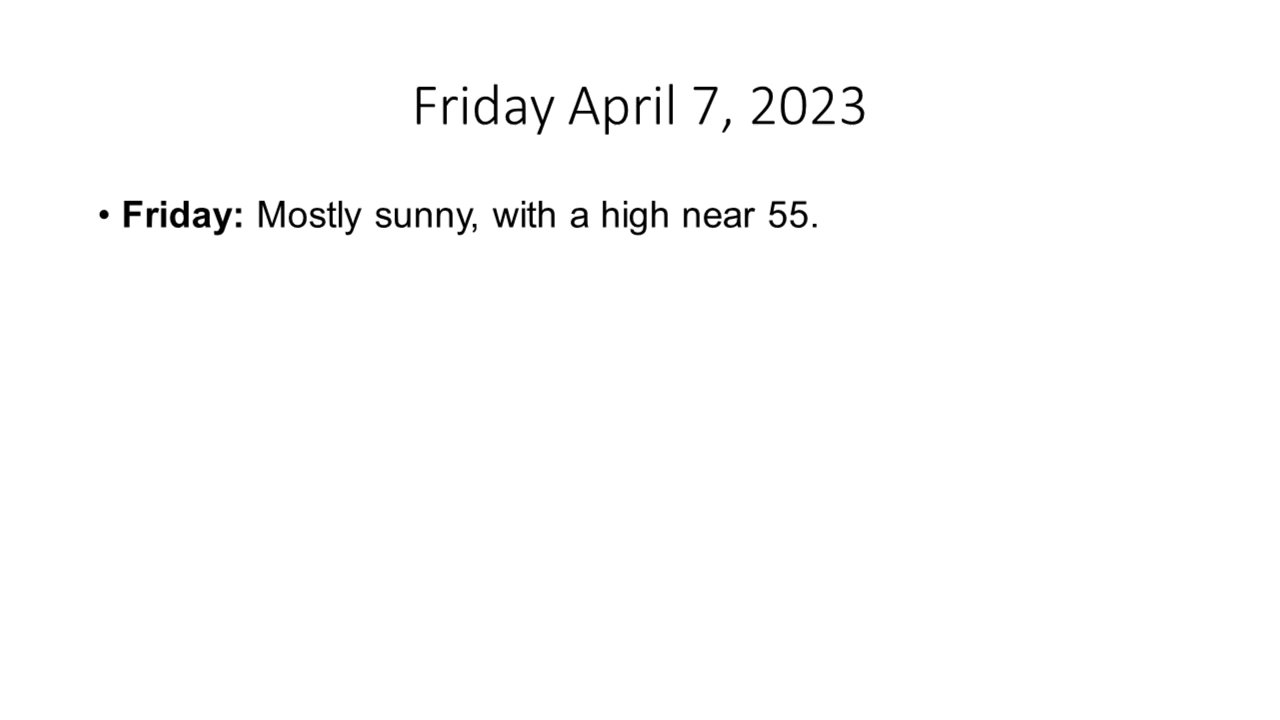 Friday April 7, 2023
• Friday: Mostly sunny, with a high near 55.